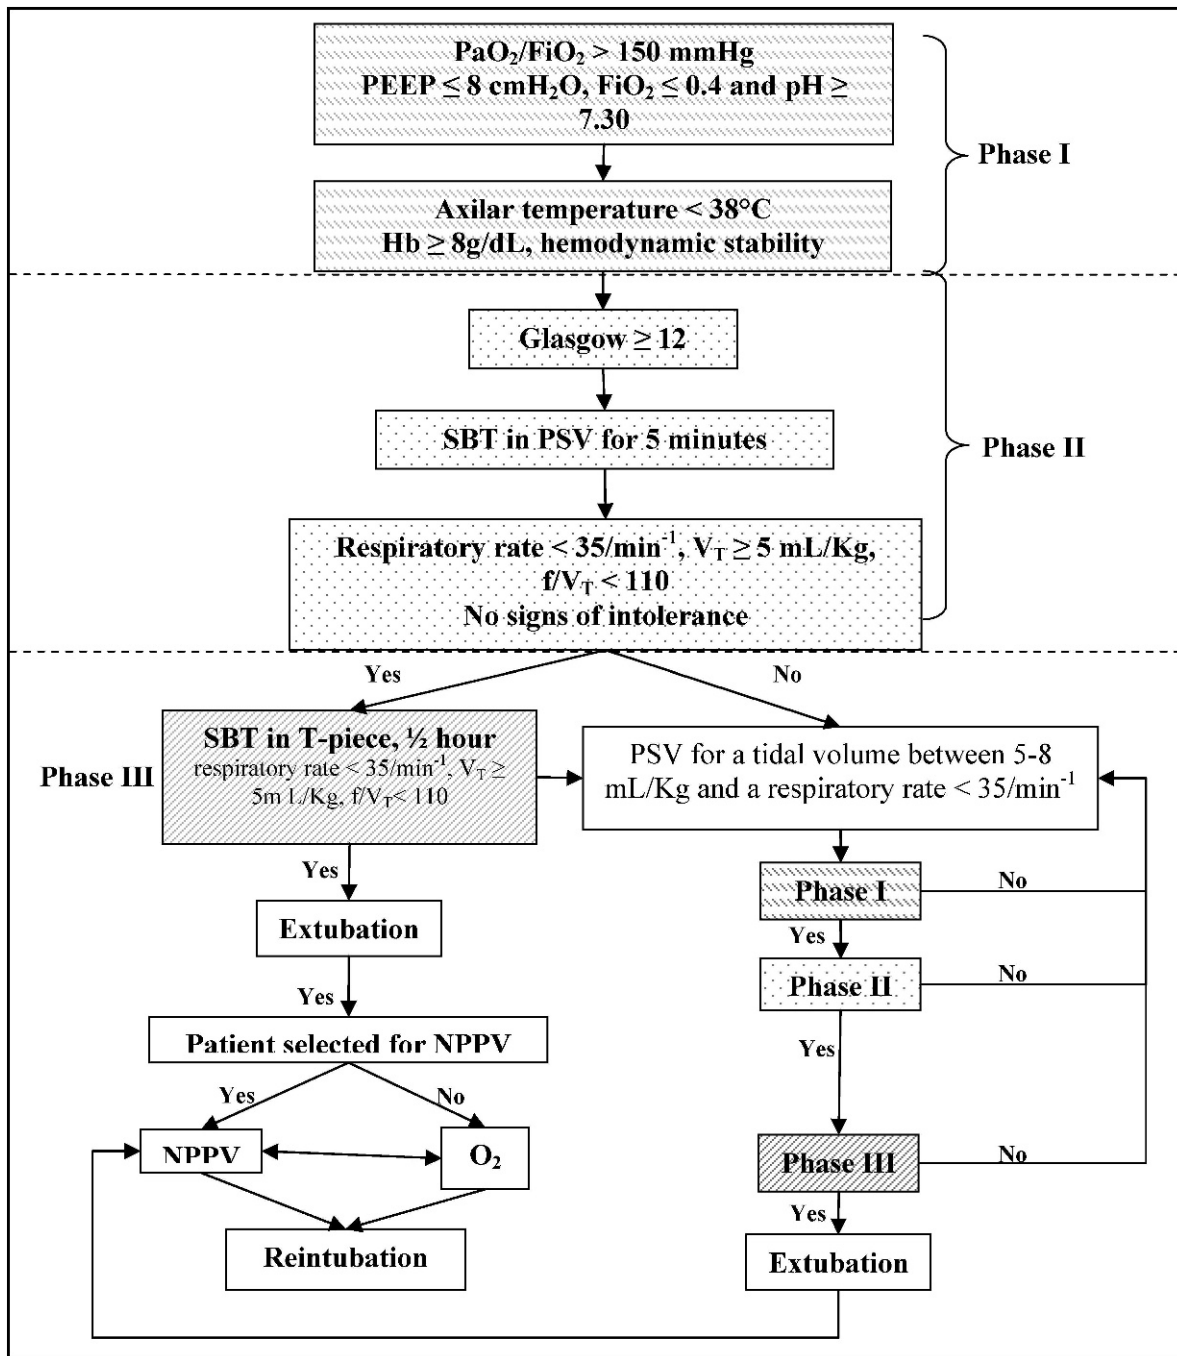 PaO₂/FiO₂ > 150 mmHg
PEEP ≤ 8 cmH₂O, FiO₂ ≤ 0.4 and pH ≥
7.30
Phase I
Axilar temperature < 38°C
Hb ≥ 8g/dL, hemodynamic stability
Glasgow ≥ 12
SBT in PSV for 5 minutes
Phase II
Respiratory rate < 35/min⁻¹, V_T ≥ 5 mL/Kg,
f/V_T < 110
No signs of intolerance
Yes
No
SBT in T-piece, ½ hour
respiratory rate < 35/min⁻¹, V_T ≥
5m L/Kg, f/V_T< 110
Phase III
PSV for a tidal volume between 5-8
mL/Kg and a respiratory rate < 35/min⁻¹
Yes
Phase I
No
Extubation
Yes
Phase II
No
Yes
Patient selected for NPPV
Yes
Yes
No
NPPV
O₂
Phase III
No
Yes
Reintubation
Extubation